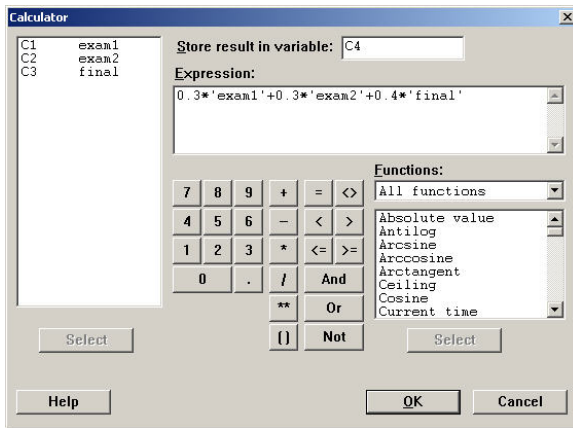 Calculator
C1 exam1
C2 exam2
C3 final
Store result in variable: C4
Expression:
0.3*'exam1'+0.3*'exam2'+0.4*'final'
Functions:
7 8 9 + = <> All functions
4 5 6 − < >
1 2 3 * <= >=
0 . / And
** Or
() Not
Absolute value
Antilog
Arcsine
Arccosine
Arctangent
Ceiling
Cosine
Current time
Select
Select
Help
OK
Cancel